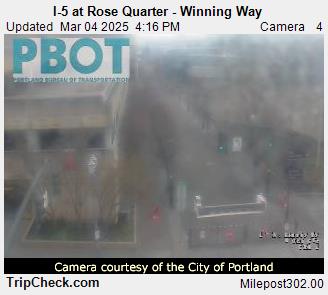 I-5 at Rose Quarter - Winning Way
Updated Mar 04 2025 4:16 PM Camera 4
PBOT
PORTLAND BUREAU OF TRANSPORTATION
Camera courtesy of the City of Portland
TripCheck.com Milepost302.00